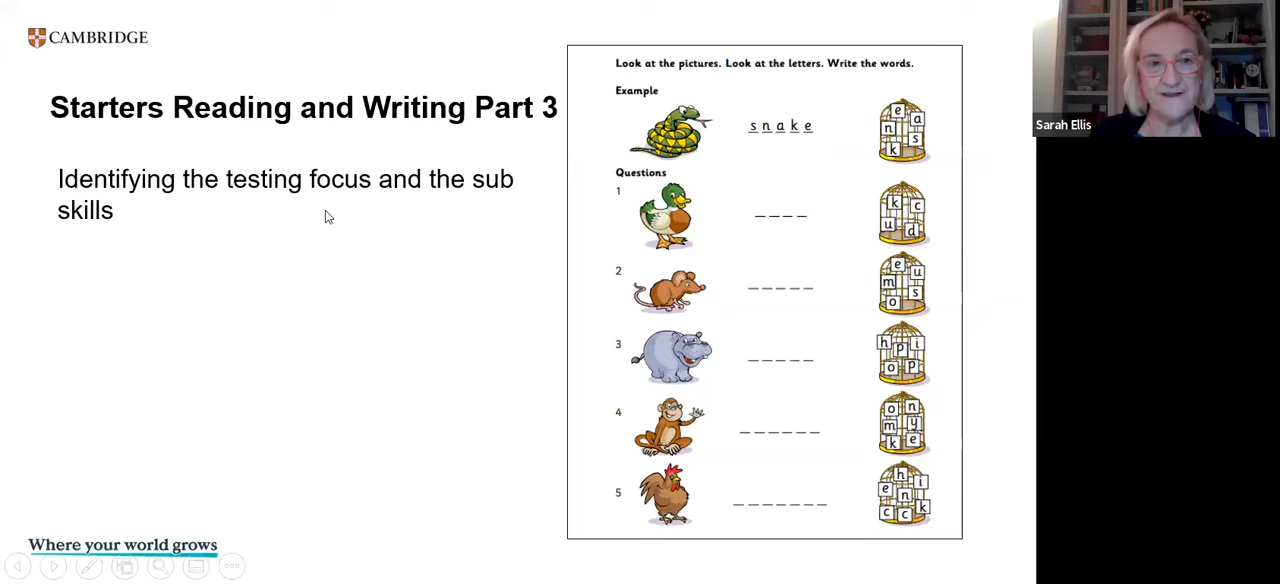 CAMBRIDGE
Starters Reading and Writing Part 3
Identifying the testing focus and the sub
skills
Look at the pictures. Look at the letters. Write the words.
Example
s n a k e
e
a
n
s
k
Questions
1
_ _ _ _
k
c
u
d
2
_ _ _ _ _
e
u
m
s
o
3
_ _ _ _ _
h
p
i
o
p
4
_ _ _ _ _ _
o
n
m
y
k
e
5
_ _ _ _ _ _ _
h
i
e
n
k
c
c
Where your world grows
Sarah Ellis